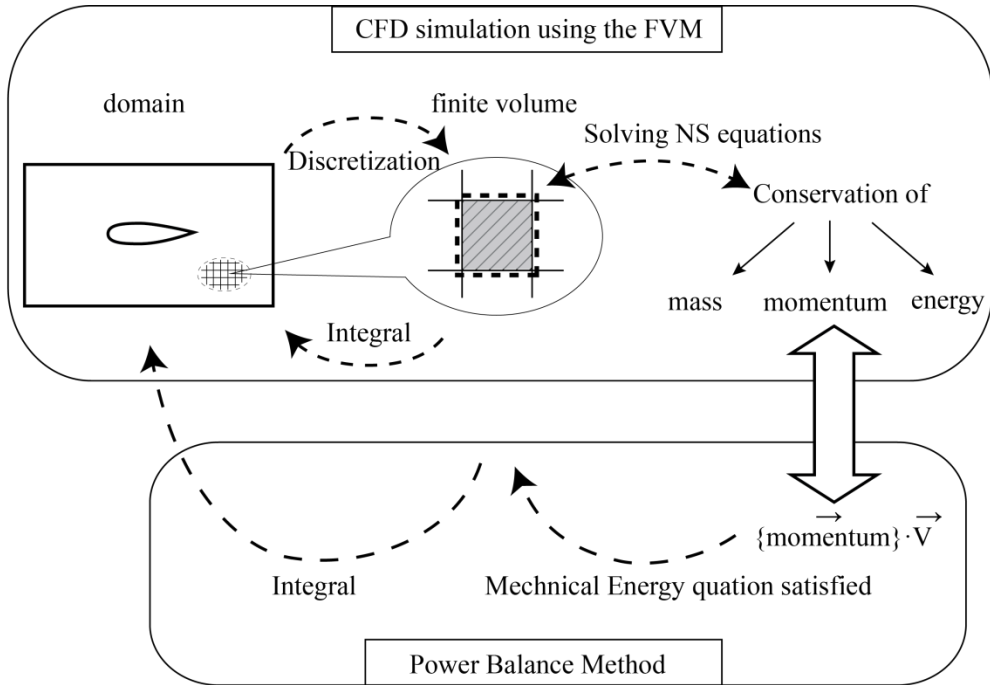 CFD simulation using the FVM
domain
finite volume
Discretization
Solving NS equations
Conservation of
mass
momentum
energy
Integral
{momentum}·V
Integral
Mechnical Energy quation satisfied
Power Balance Method